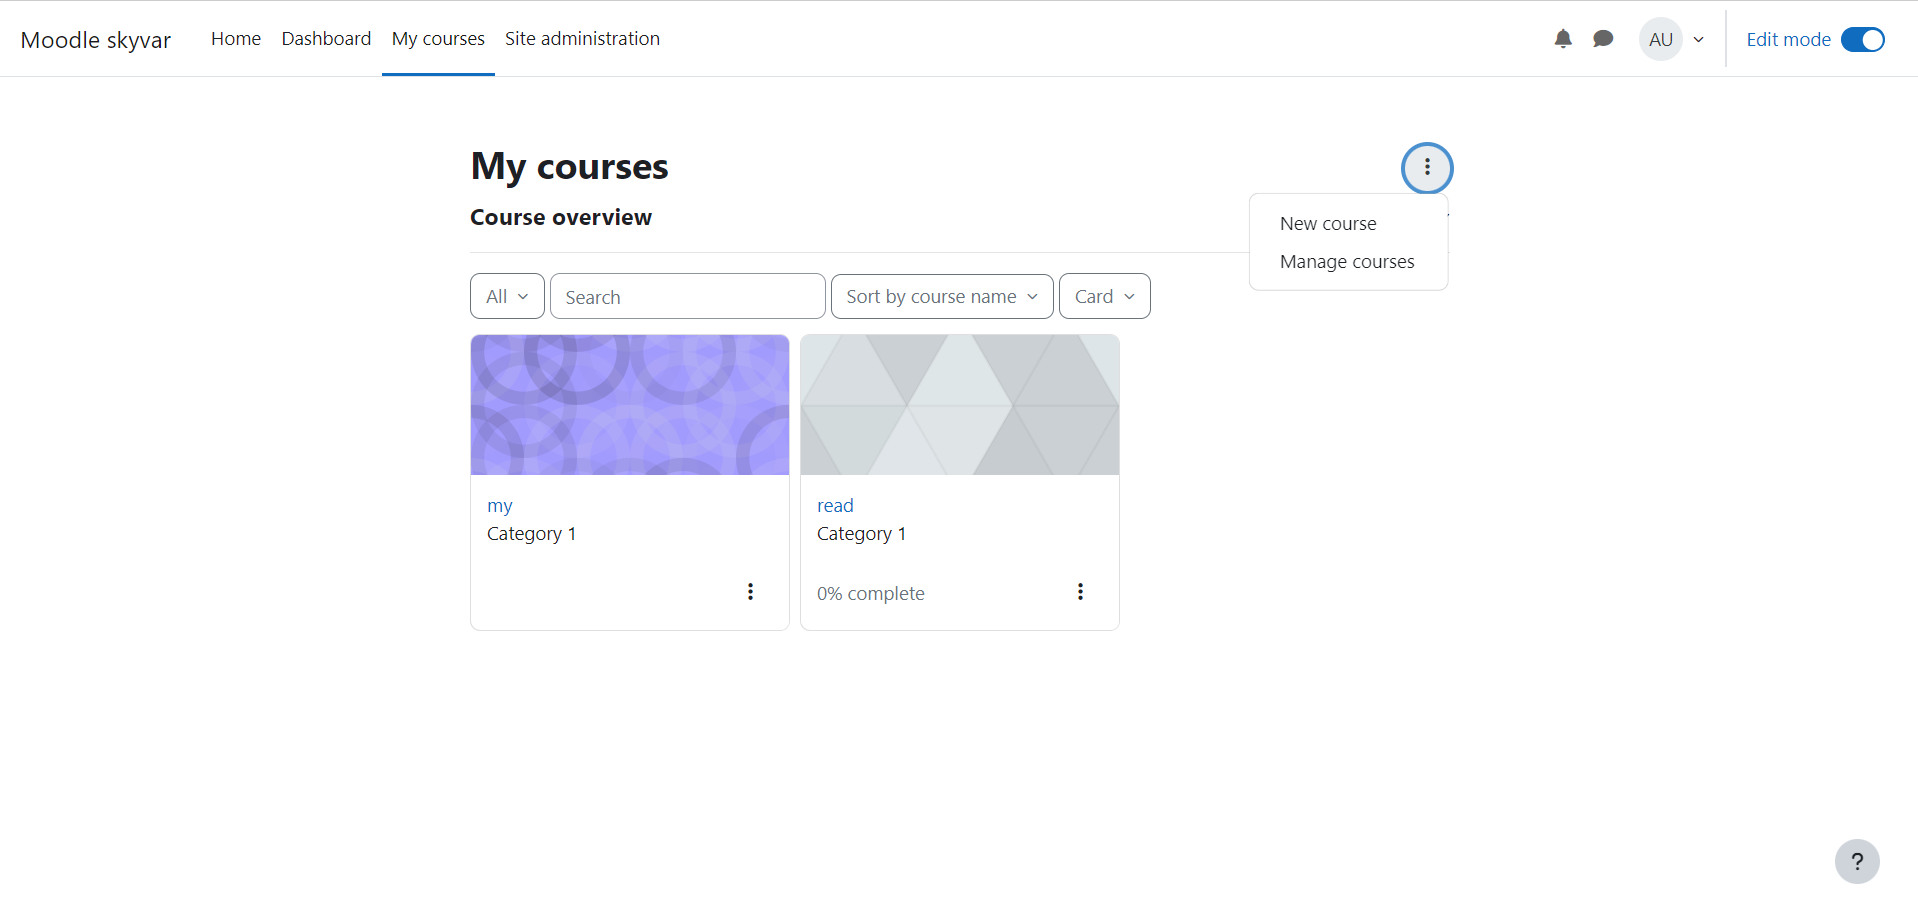 Moodle skyvar
Home Dashboard My courses Site administration
AU
Edit mode
My courses
Course overview
New course
Manage courses
All
Search
Sort by course name
Card
my
Category 1
read
Category 1
0% complete
?